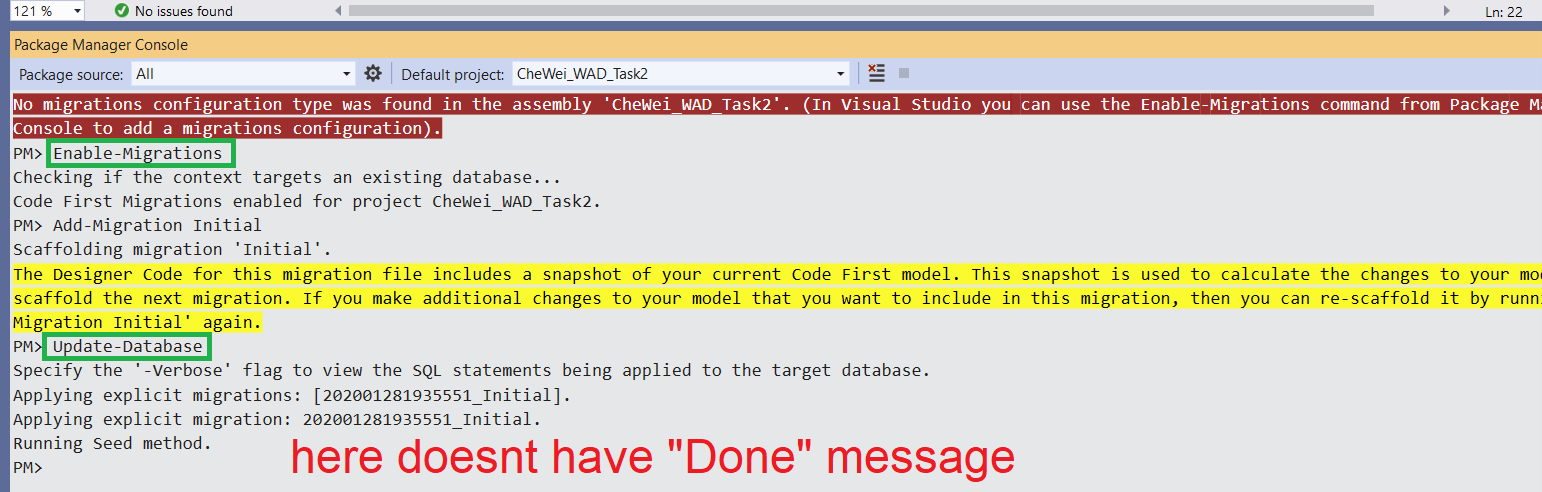 121 % No issues found Ln: 22
Package Manager Console
Package source: All Default project: CheWei_WAD_Task2
No migrations configuration type was found in the assembly 'CheWei_WAD_Task2'. (In Visual Studio you can use the Enable-Migrations command from Package Ma
Console to add a migrations configuration).
PM> Enable-Migrations
Checking if the context targets an existing database...
Code First Migrations enabled for project CheWei_WAD_Task2.
PM> Add-Migration Initial
Scaffolding migration 'Initial'.
The Designer Code for this migration file includes a snapshot of your current Code First model. This snapshot is used to calculate the changes to your mod
scaffold the next migration. If you make additional changes to your model that you want to include in this migration, then you can re-scaffold it by runni
Migration Initial' again.
PM> Update-Database
Specify the '-Verbose' flag to view the SQL statements being applied to the target database.
Applying explicit migrations: [202001281935551_Initial].
Applying explicit migration: 202001281935551_Initial.
Running Seed method.
here doesnt have "Done" message
PM>